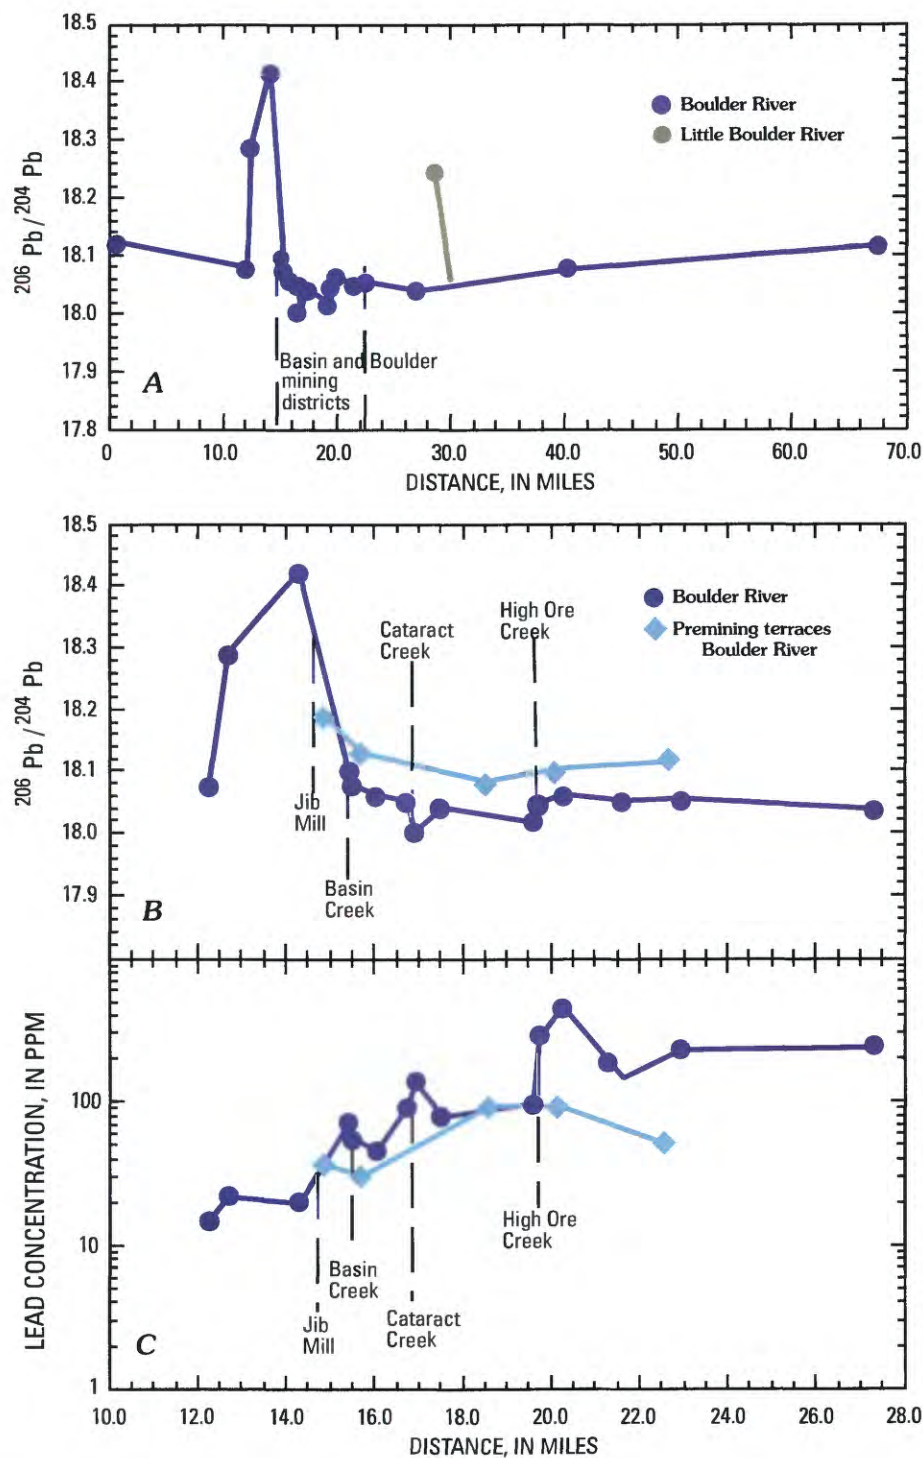 18.5
18.4
18.3
18.2
18.1
18.0
17.9
17.8
206 Pb / 204 Pb
Boulder River
Little Boulder River
Basin and Boulder
mining
districts
A
0 10.0 20.0 30.0 40.0 50.0 60.0 70.0
DISTANCE, IN MILES
18.5
18.4
18.3
18.2
18.1
18.0
17.9
206 Pb / 204 Pb
Boulder River
Premining terraces
Boulder River
Cataract
Creek
High Ore
Creek
Jib
Mill
Basin
Creek
B
LEAD CONCENTRATION, IN PPM
100
10
1
High Ore
Creek
Basin
Creek
Cataract
Creek
Jib
Mill
C
10.0 12.0 14.0 16.0 18.0 20.0 22.0 24.0 26.0 28.0
DISTANCE, IN MILES